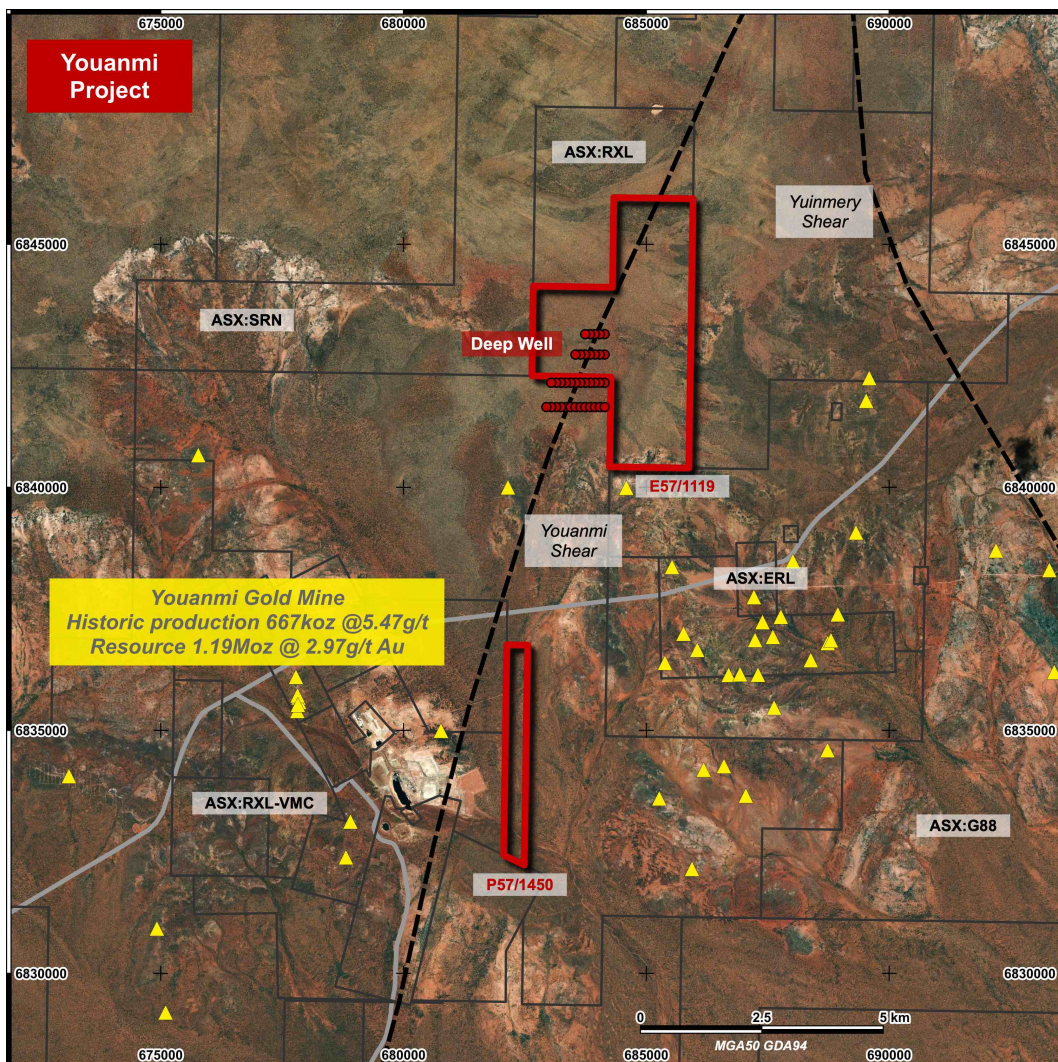 675000
680000
685000
690000
Youanmi
Project
ASX:RXL
Yuinmery
Shear
6845000
6845000
ASX:SRN
Deep Well
6840000
6840000
E57/1119
Youanmi
Shear
ASX:ERL
Youanmi Gold Mine
Historic production 667koz @5.47g/t
Resource 1.19Moz @ 2.97g/t Au
6835000
6835000
ASX:RXL-VMC
ASX:G88
P57/1450
6830000
6830000
0
2.5
5 km
MGA50 GDA94
675000
680000
685000
690000